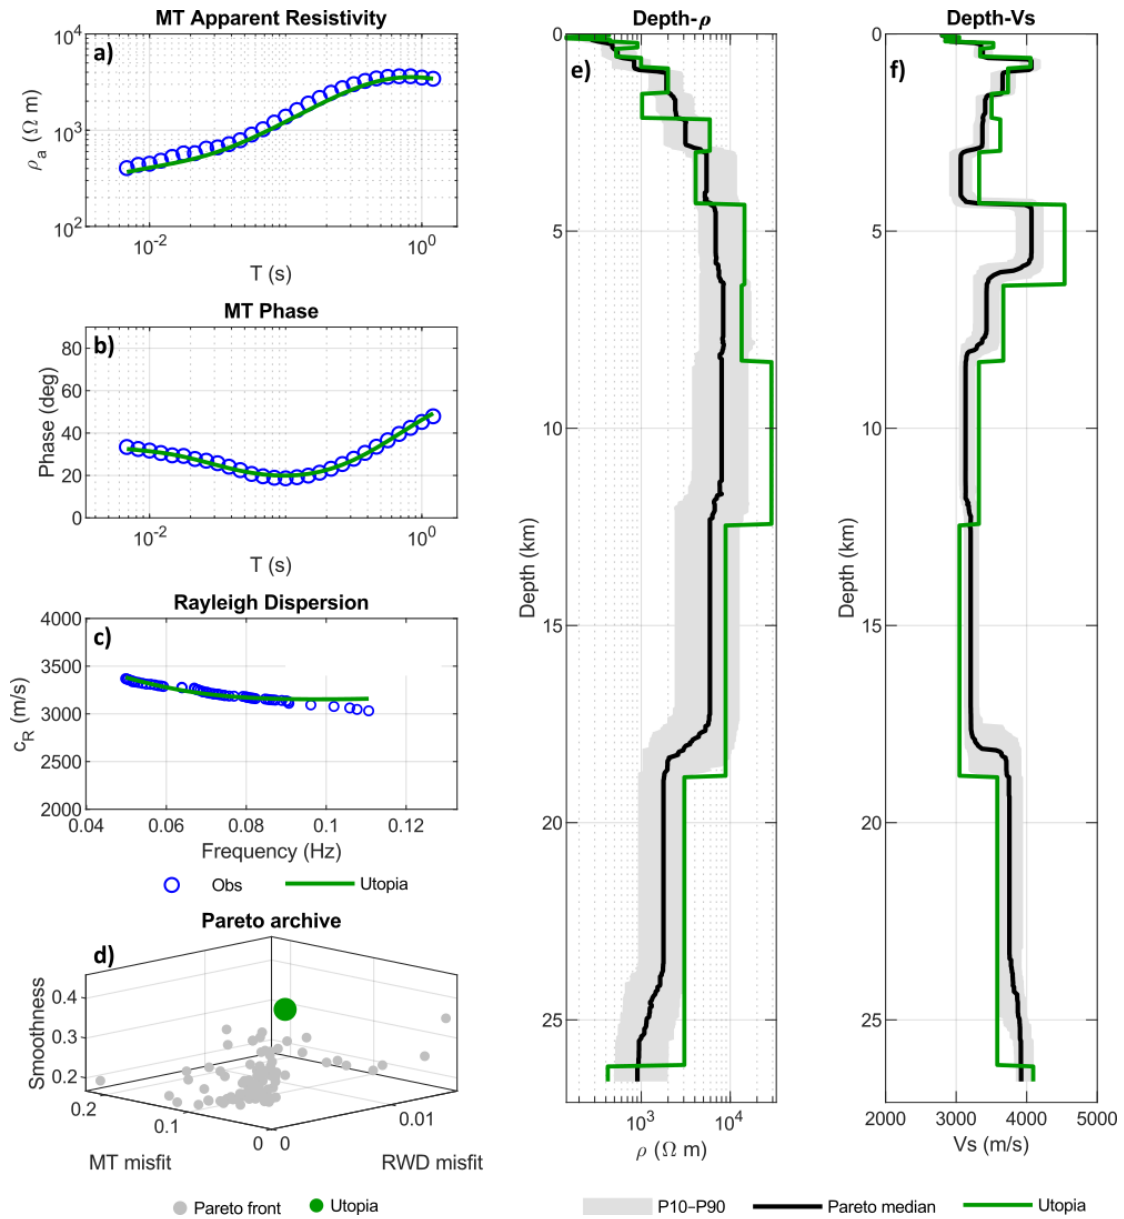 MT Apparent Resistivity
a)
10^4
10^3
10^2
ρ_a (Ω m)
10^-2
10^0
T (s)
MT Phase
b)
80
60
40
20
0
Phase (deg)
10^-2
10^0
T (s)
Rayleigh Dispersion
c)
4000
3500
3000
2500
2000
c_R (m/s)
0.04
0.06
0.08
0.1
0.12
Frequency (Hz)
Obs
Utopia
Pareto archive
d)
0.4
0.3
0.2
Smoothness
0.2
0.1
0
0
0.01
MT misfit
RWD misfit
Pareto front
Utopia
Depth-ρ
e)
0
5
10
15
20
25
Depth (km)
10^3
10^4
ρ (Ω m)
Depth-Vs
f)
0
5
10
15
20
25
Depth (km)
2000
3000
4000
5000
Vs (m/s)
P10–P90
Pareto median
Utopia